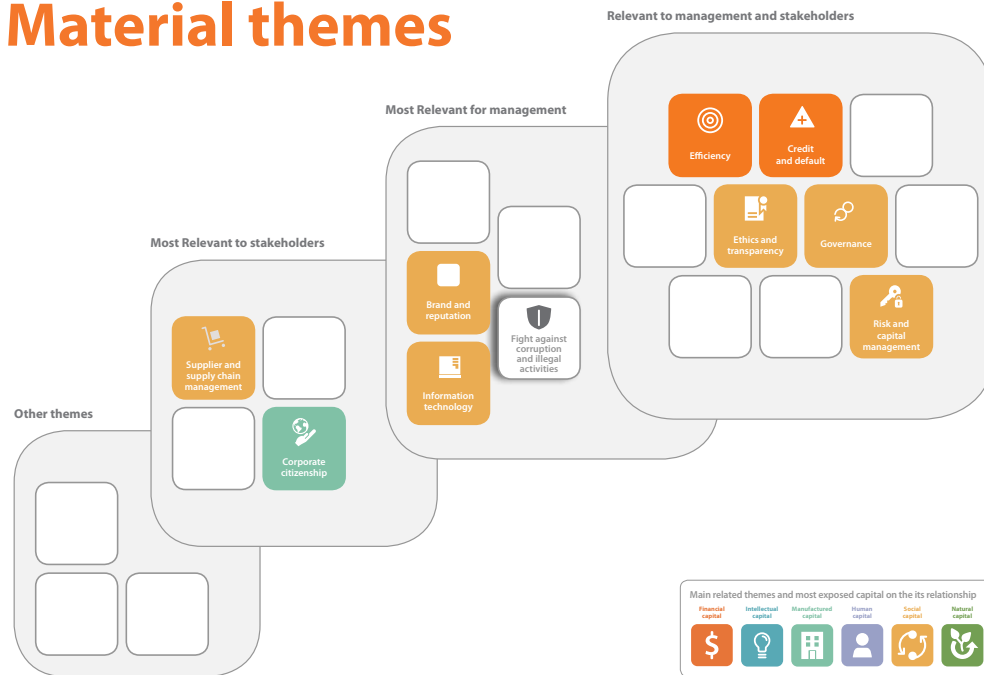 Material themes
Relevant to management and stakeholders
Efficiency
Credit
and default
Ethics and
transparency
Governance
Risk and
capital
management
Most Relevant for management
Brand and
reputation
Fight against
corruption
and illegal
activities
Information
technology
Most Relevant to stakeholders
Supplier and
supply chain
management
Corporate
citizenship
Other themes
Main related themes and most exposed capital on the its relationship
Financial
capital
Intellectual
capital
Manufactured
capital
Human
capital
Social
capital
Natural
capital
$